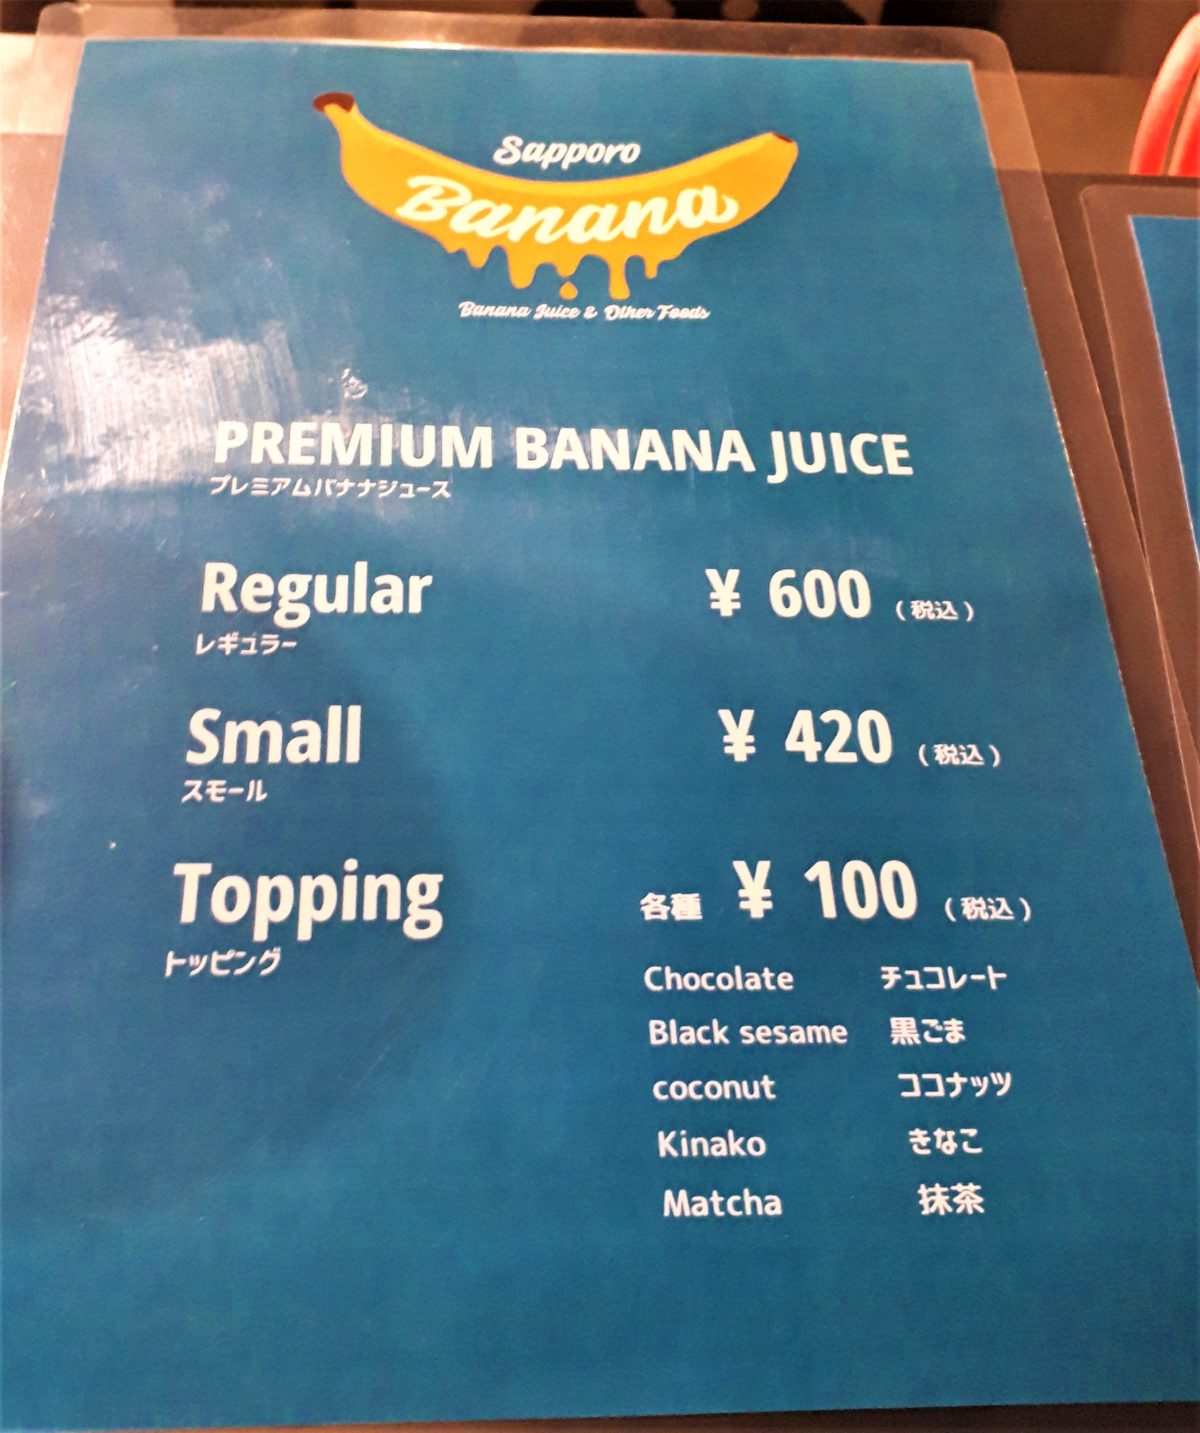 Sapporo
Banana
Banana Juice & Other Foods
PREMIUM BANANA JUICE
プレミアムバナナジュース
Regular ¥ 600 (税込)
レギュラー
Small ¥ 420 (税込)
スモール
Topping 各種 ¥ 100 (税込)
トッピング
Chocolate チョコレート
Black sesame 黒ごま
coconut ココナッツ
Kinako きなこ
Matcha 抹茶